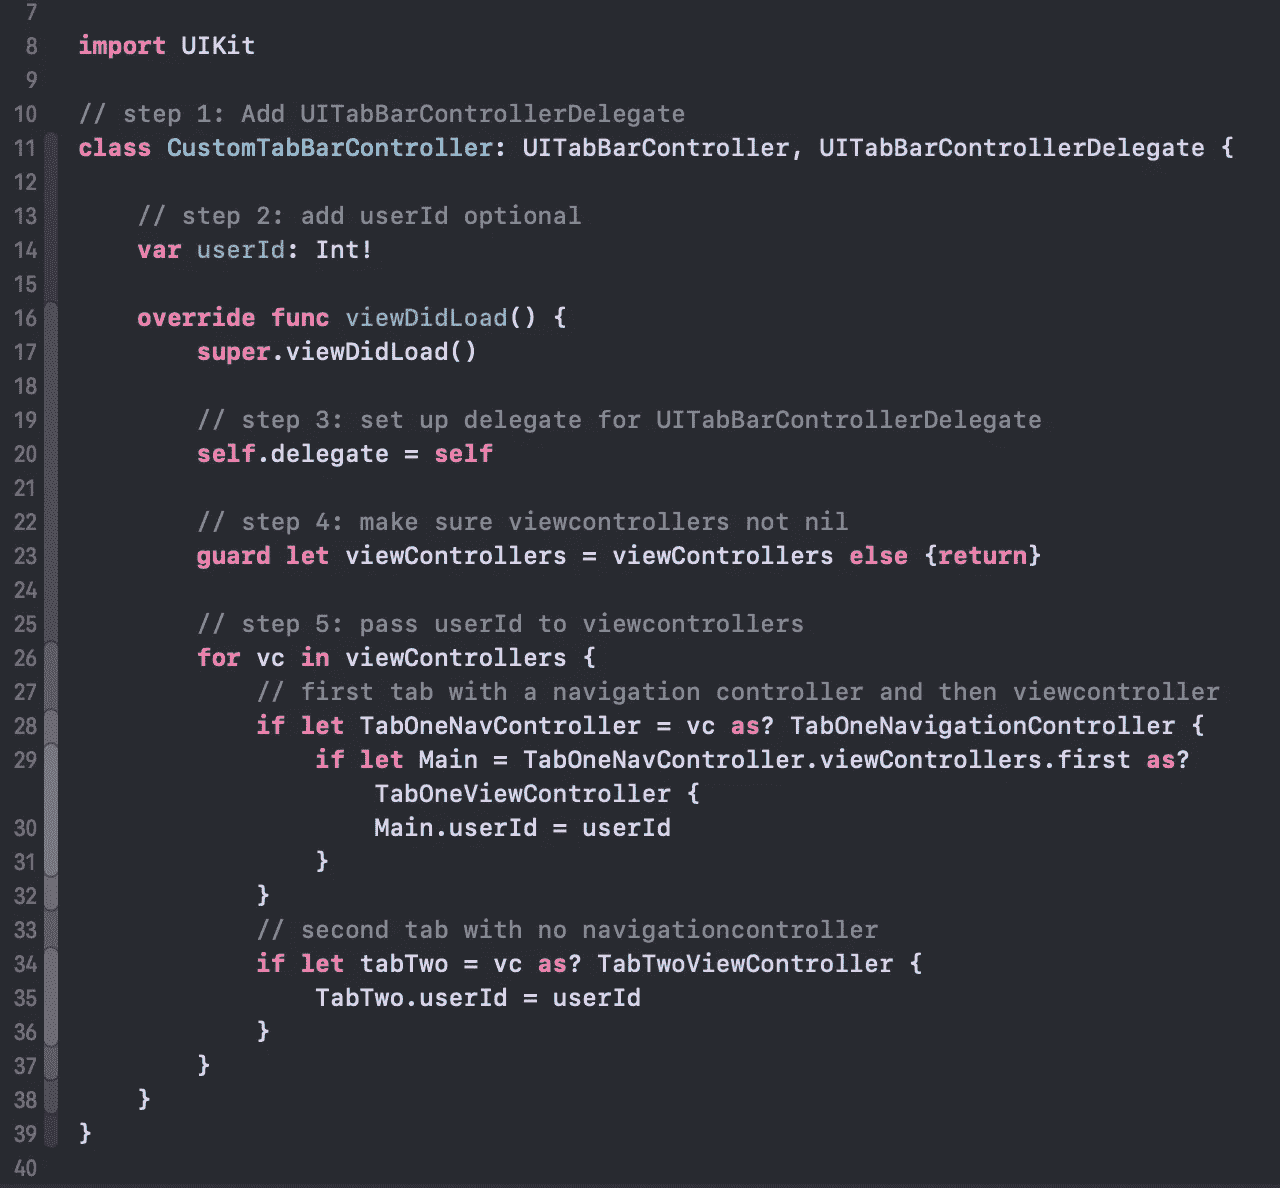 7
8 import UIKit
9
10 // step 1: Add UITabBarControllerDelegate
11 class CustomTabBarController: UITabBarController, UITabBarControllerDelegate {
12
13     // step 2: add userId optional
14     var userId: Int!
15
16     override func viewDidLoad() {
17         super.viewDidLoad()
18
19         // step 3: set up delegate for UITabBarControllerDelegate
20         self.delegate = self
21
22         // step 4: make sure viewcontrollers not nil
23         guard let viewControllers = viewControllers else {return}
24
25         // step 5: pass userId to viewcontrollers
26         for vc in viewControllers {
27             // first tab with a navigation controller and then viewcontroller
28             if let TabOneNavController = vc as? TabOneNavigationController {
29                 if let Main = TabOneNavController.viewControllers.first as?
                    TabOneViewController {
30                     Main.userId = userId
31                 }
32             }
33             // second tab with no navigationcontroller
34             if let tabTwo = vc as? TabTwoViewController {
35                 TabTwo.userId = userId
36             }
37         }
38     }
39 }
40